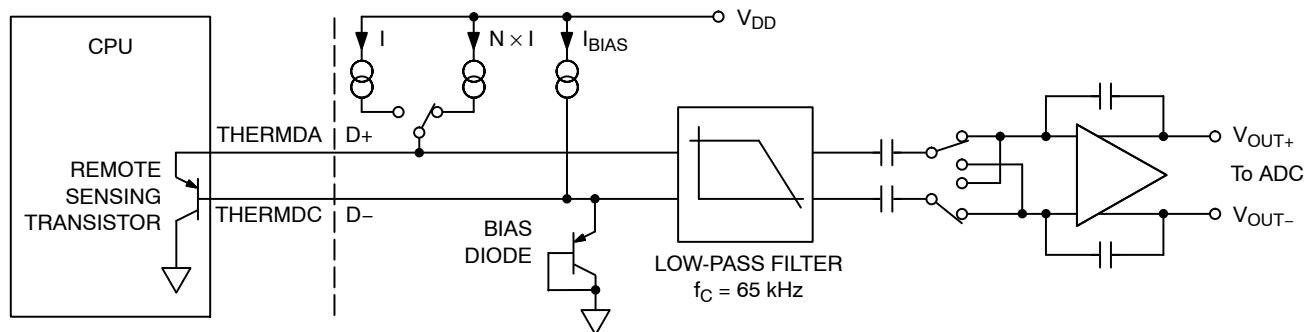 CPU
I
N × I
I_BIAS
V_DD
THERMDA
D+
REMOTE
SENSING
TRANSISTOR
THERMDC
D−
BIAS
DIODE
LOW-PASS FILTER
f_C = 65 kHz
V_OUT+
To ADC
V_OUT−